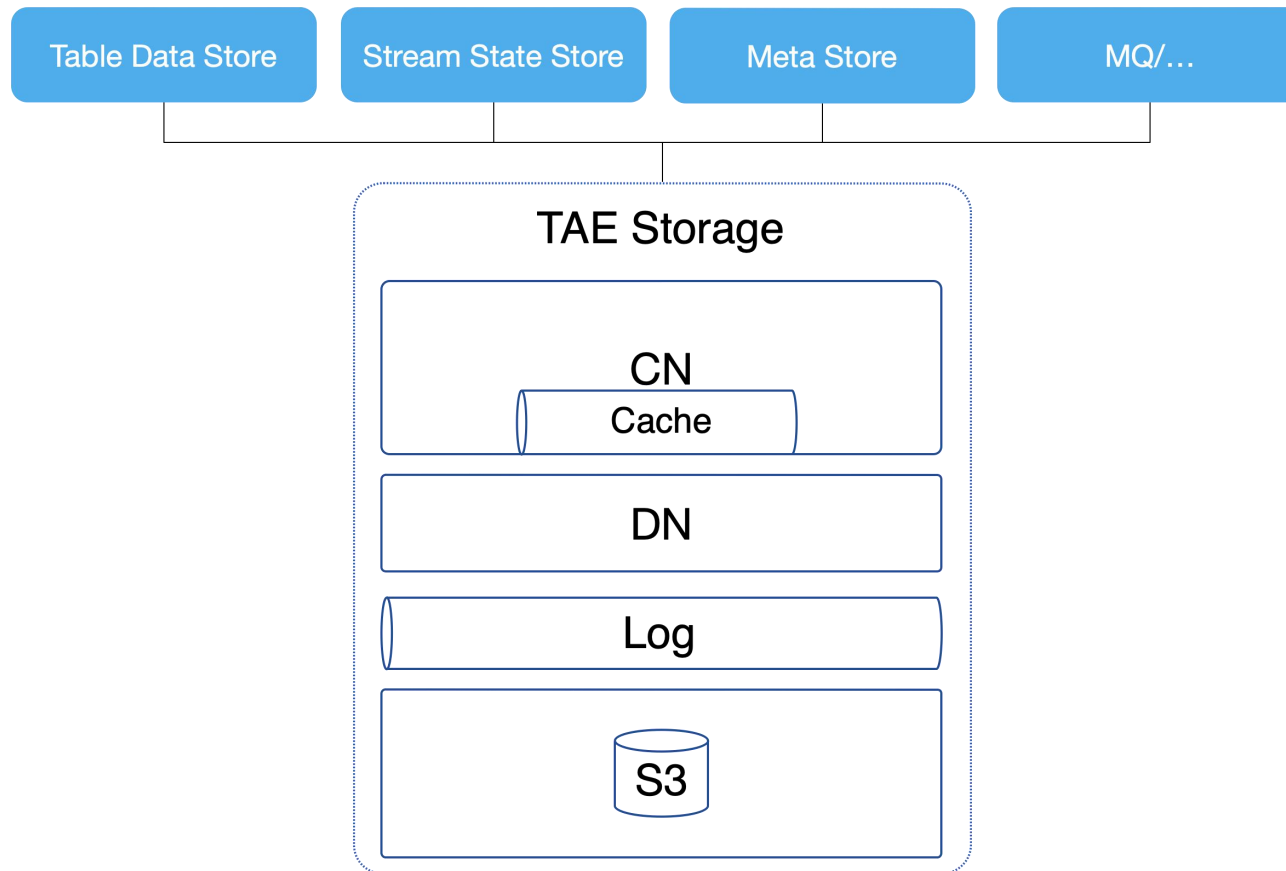 Table Data Store
Stream State Store
Meta Store
MQ/...
TAE Storage
CN
Cache
DN
Log
S3